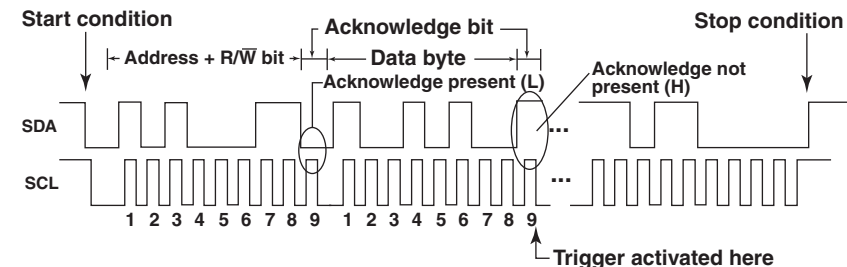 Start condition
Acknowledge bit
Stop condition
Address + R/W̅ bit
Data byte
Acknowledge present (L)
Acknowledge not
present (H)
SDA
...
SCL
...
1 2 3 4 5 6 7 8 9 1 2 3 4 5 6 7 8 9
Trigger activated here